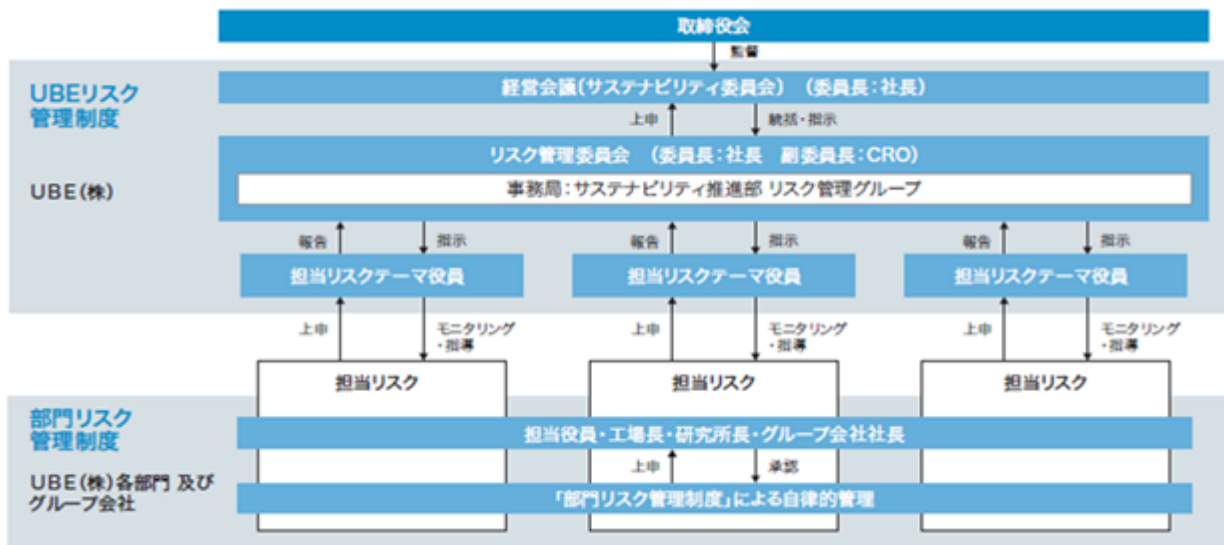 取締役会
監督
UBEリスク
管理制度
経営会議〔サステナビリティ委員会〕 (委員長:社長)
上申
統括・指示
リスク管理委員会 (委員長:社長 副委員長:CRO)
UBE(株)
事務局:サステナビリティ推進部 リスク管理グループ
報告
指示
報告
指示
報告
指示
担当リスクテーマ役員
担当リスクテーマ役員
担当リスクテーマ役員
上申
モニタリング
・指導
上申
モニタリング
・指導
上申
モニタリング
・指導
担当リスク
担当リスク
担当リスク
部門リスク
管理制度
担当役員・工場長・研究所長・グループ会社社長
UBE(株)各部門 及び
グループ会社
上申
承認
「部門リスク管理制度」による自律的管理